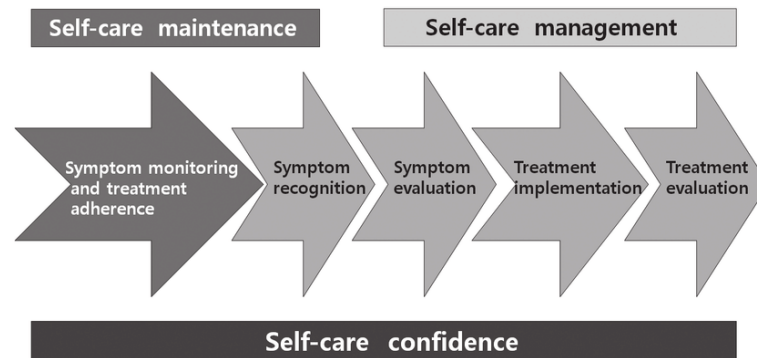 Self-care maintenance
Self-care management
Symptom monitoring
and treatment
adherence
Symptom
recognition
Symptom
evaluation
Treatment
implementation
Treatment
evaluation
Self-care confidence